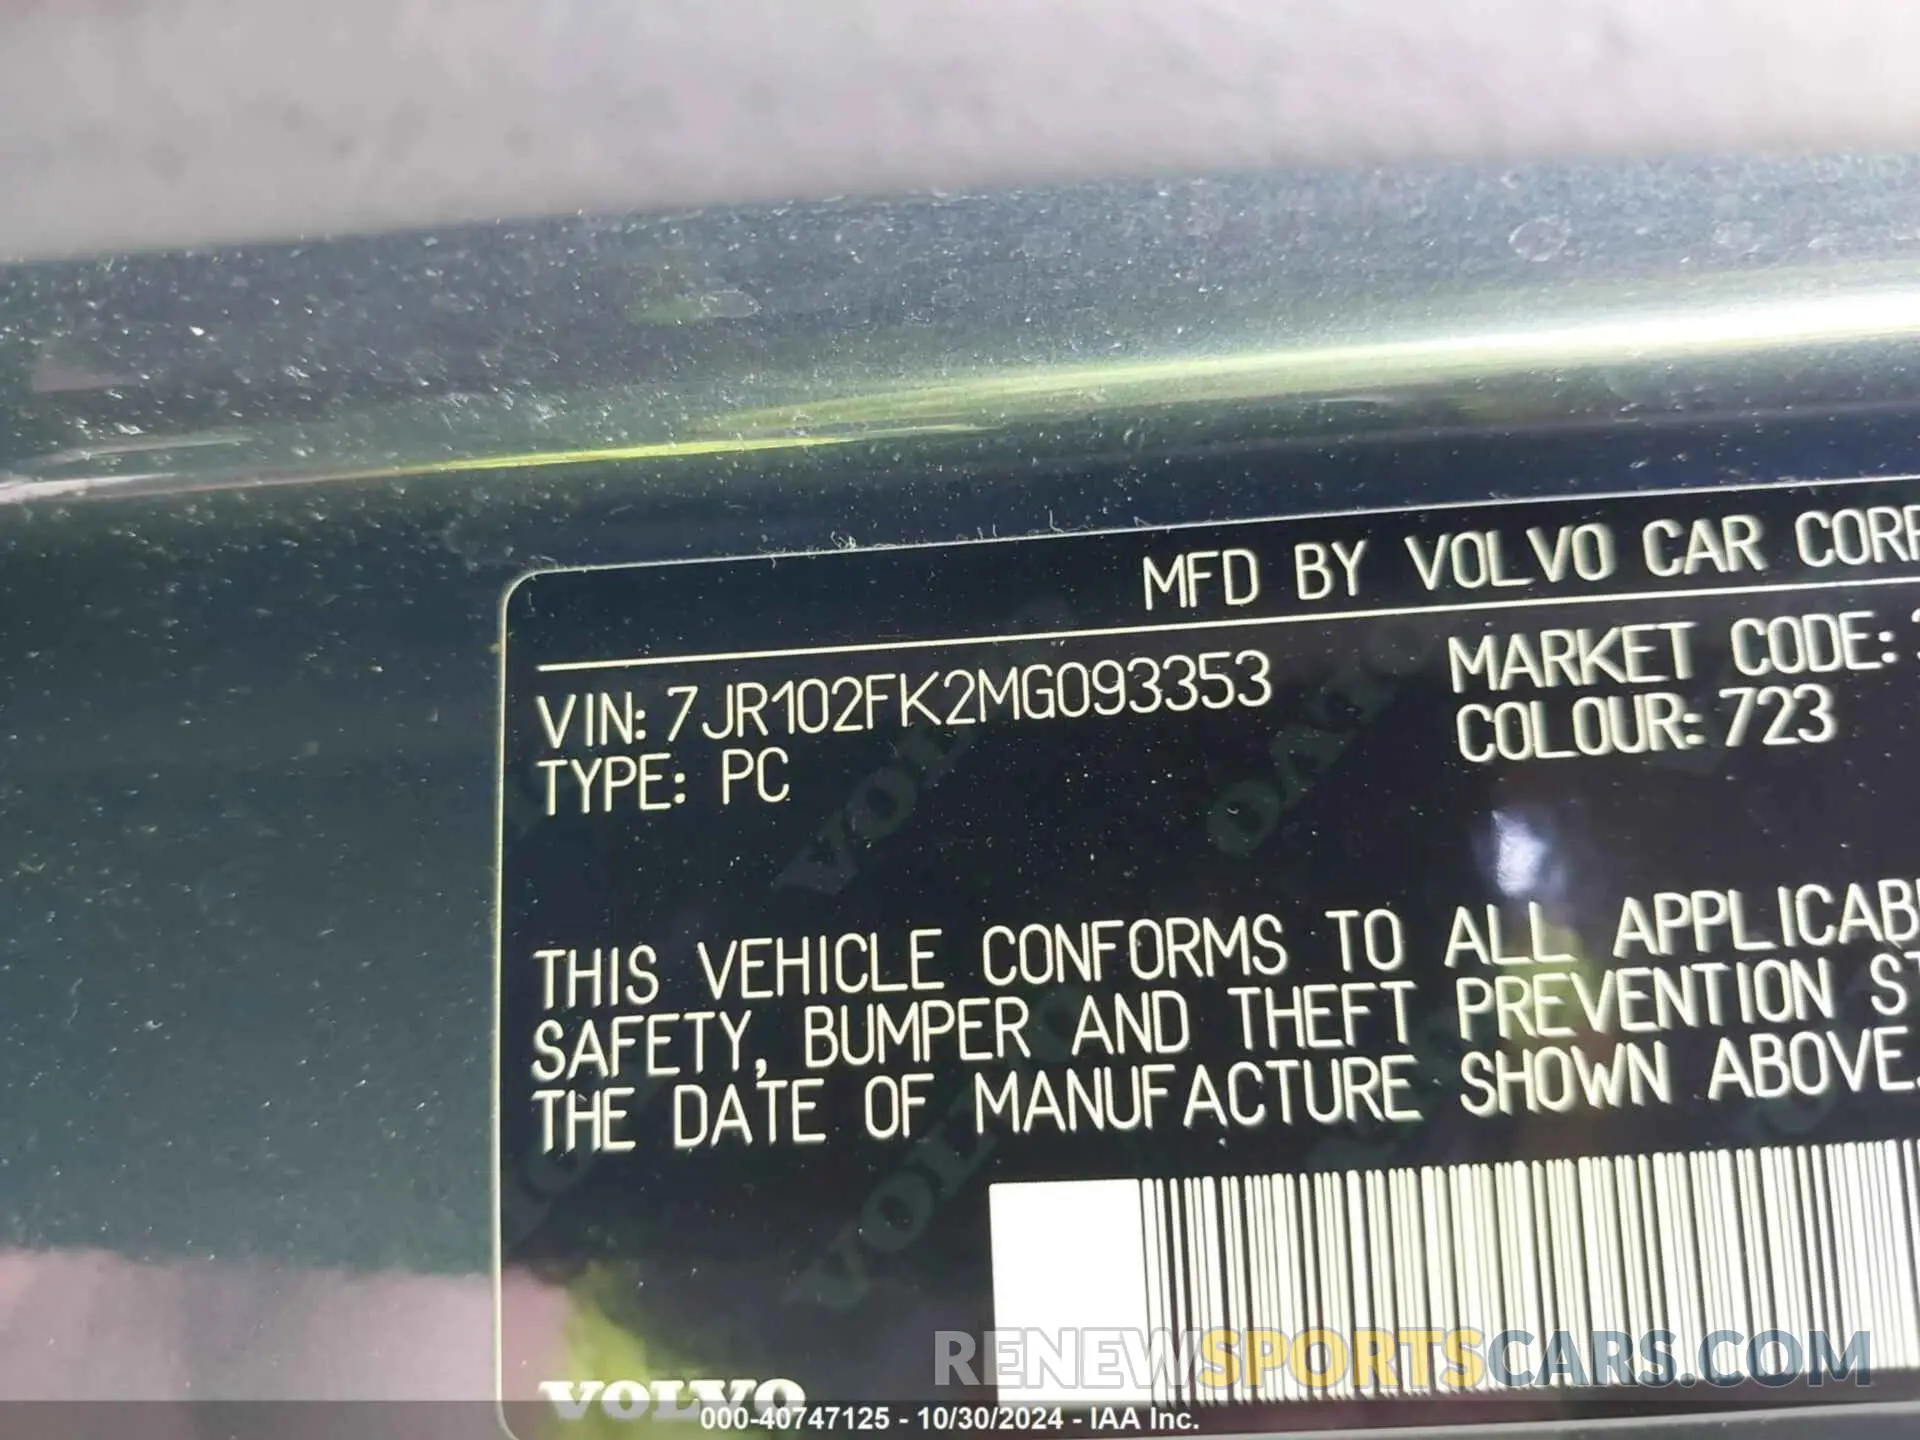 MFD BY VOLVO CAR CORP
VIN: 7JR102FK2MG093353
TYPE: PC
MARKET CODE: 3
COLOUR: 723
THIS VEHICLE CONFORMS TO ALL APPLICAB
SAFETY, BUMPER AND THEFT PREVENTION ST
THE DATE OF MANUFACTURE SHOWN ABOVE.
VOLVO
RENEWSPORTSCARS.COM
000-40747125 - 10/30/2024 - IAA Inc.